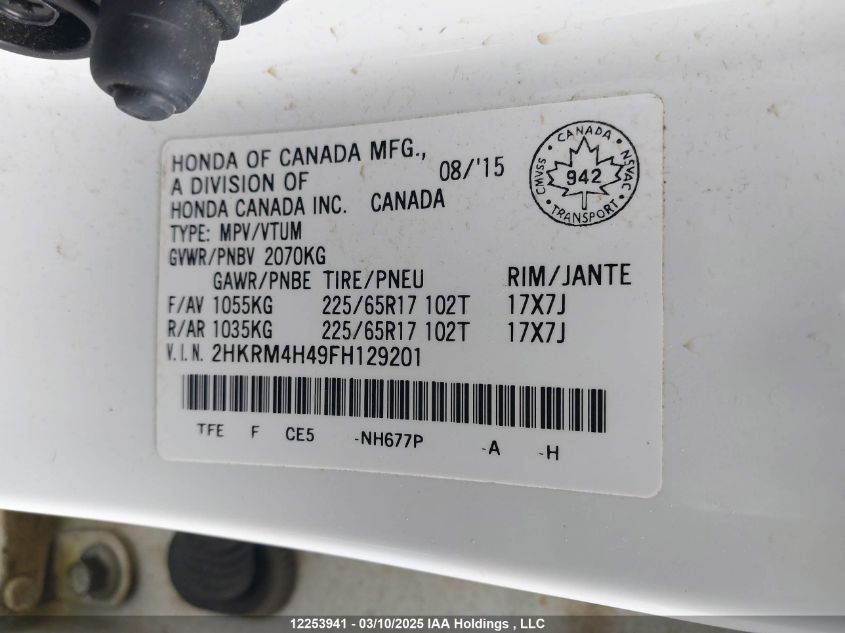 HONDA OF CANADA MFG., 08/'15
A DIVISION OF
HONDA CANADA INC. CANADA
TYPE: MPV/VTUM
GVWR/PNBV 2070KG
GAWR/PNBE TIRE/PNEU RIM/JANTE
F/AV 1055KG 225/65R17 102T 17X7J
R/AR 1035KG 225/65R17 102T 17X7J
V.I.N. 2HKRM4H49FH129201
TFE F CE5 -NH677P -A -H
CANADA
CMVSS 942 NSVAC
TRANSPORT
12253941 - 03/10/2025 IAA Holdings , LLC